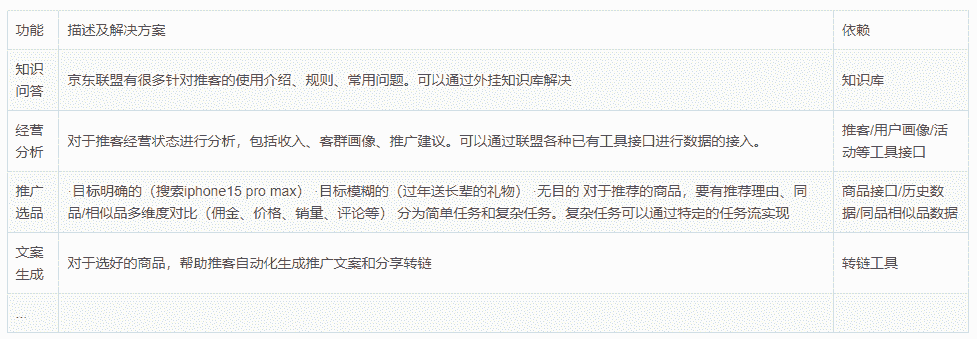 功能 描述及解决方案 依赖
知识
问答
京东联盟有很多针对推客的使用介绍、规则、常用问题。可以通过外挂知识库解决
知识库
经营
分析
对于推客经营状态进行分析，包括收入、客群画像、推广建议。可以通过联盟各种已有工具接口进行数据的接入。
推客/用户画像/活
动等工具接口
推广
选品
·目标明确的（搜索iphone15 pro max） ·目标模糊的（过年送长辈的礼物） ·无目的 对于推荐的商品，要有推荐理由、同
品/相似品多维度对比（佣金、价格、销量、评论等） 分为简单任务和复杂任务。复杂任务可以通过特定的任务流实现
商品接口/历史数
据/同品相似品数据
文案
生成
对于选好的商品，帮助推客自动化生成推广文案和分享转链
转链工具
...